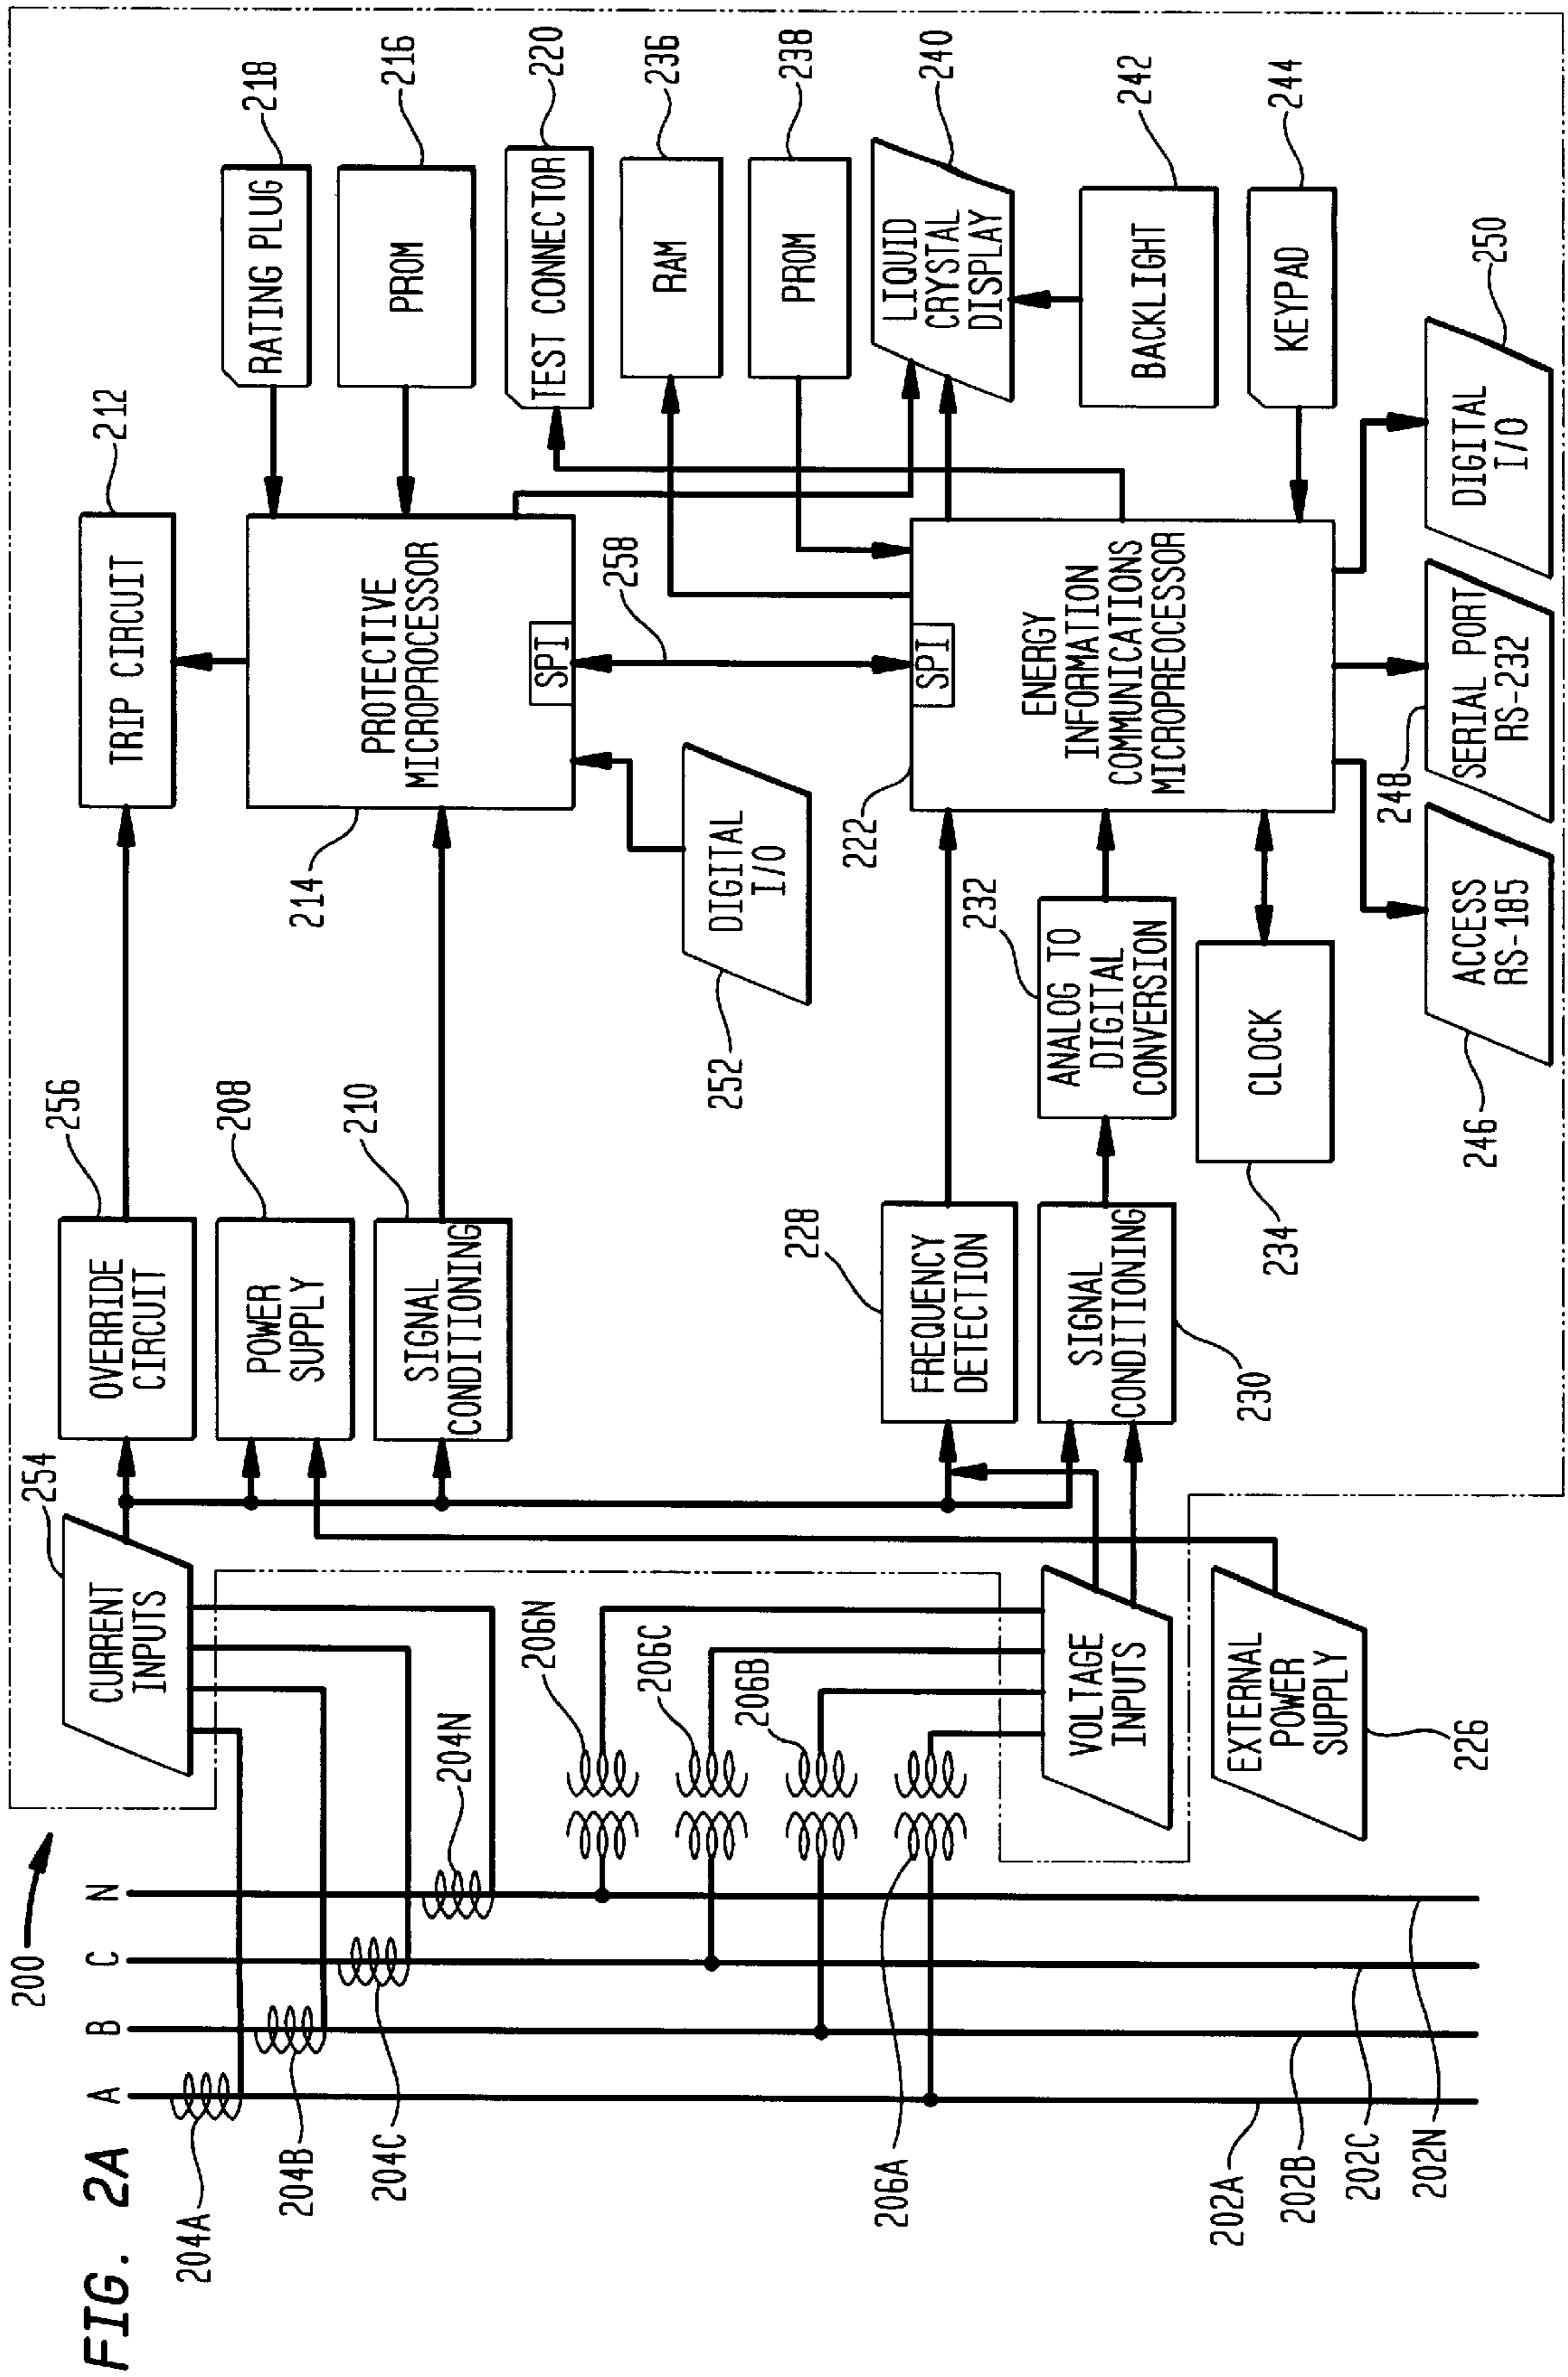 FIG. 2A
200
A
B
C
N
204A
204B
204C
204N
206N
206C
206B
206A
202A
202B
202C
202N
254
CURRENT
INPUTS
VOLTAGE
INPUTS
EXTERNAL
POWER
SUPPLY
226
256
OVERRIDE
CIRCUIT
208
POWER
SUPPLY
210
SIGNAL
CONDITIONING
228
FREQUENCY
DETECTION
SIGNAL
CONDITIONING
230
232
ANALOG TO
DIGITAL
CONVERSION
CLOCK
234
212
TRIP CIRCUIT
214
PROTECTIVE
MICROPROCESSOR
SPI
258
DIGITAL
I/O
252
222
SPI
ENERGY
INFORMATION
COMMUNICATIONS
MICROPREOCESSOR
218
RATING PLUG
216
PROM
220
TEST CONNECTOR
236
RAM
238
PROM
240
LIQUID
CRYSTAL
DISPLAY
242
BACKLIGHT
244
KEYPAD
246
ACCESS
RS-185
248
SERIAL PORT
RS-232
250
DIGITAL
I/O